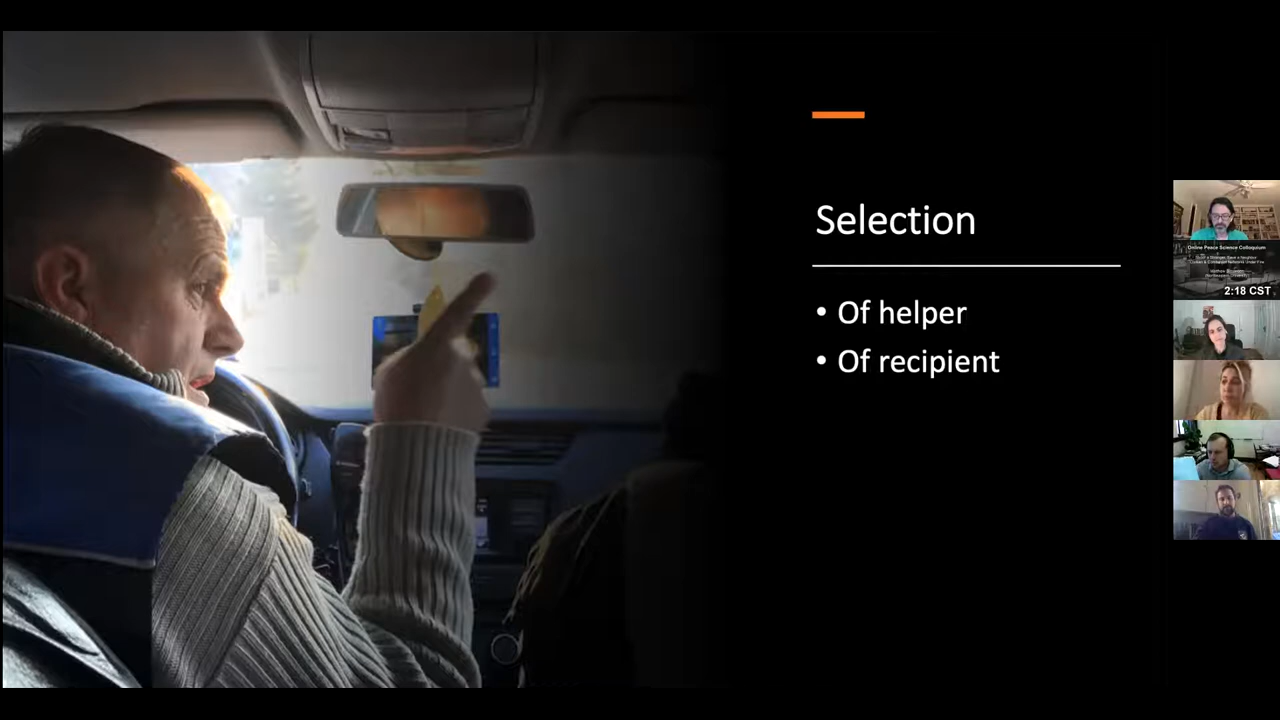 Selection
• Of helper
• Of recipient
Online Peace Science Colloquium
2:18 CST